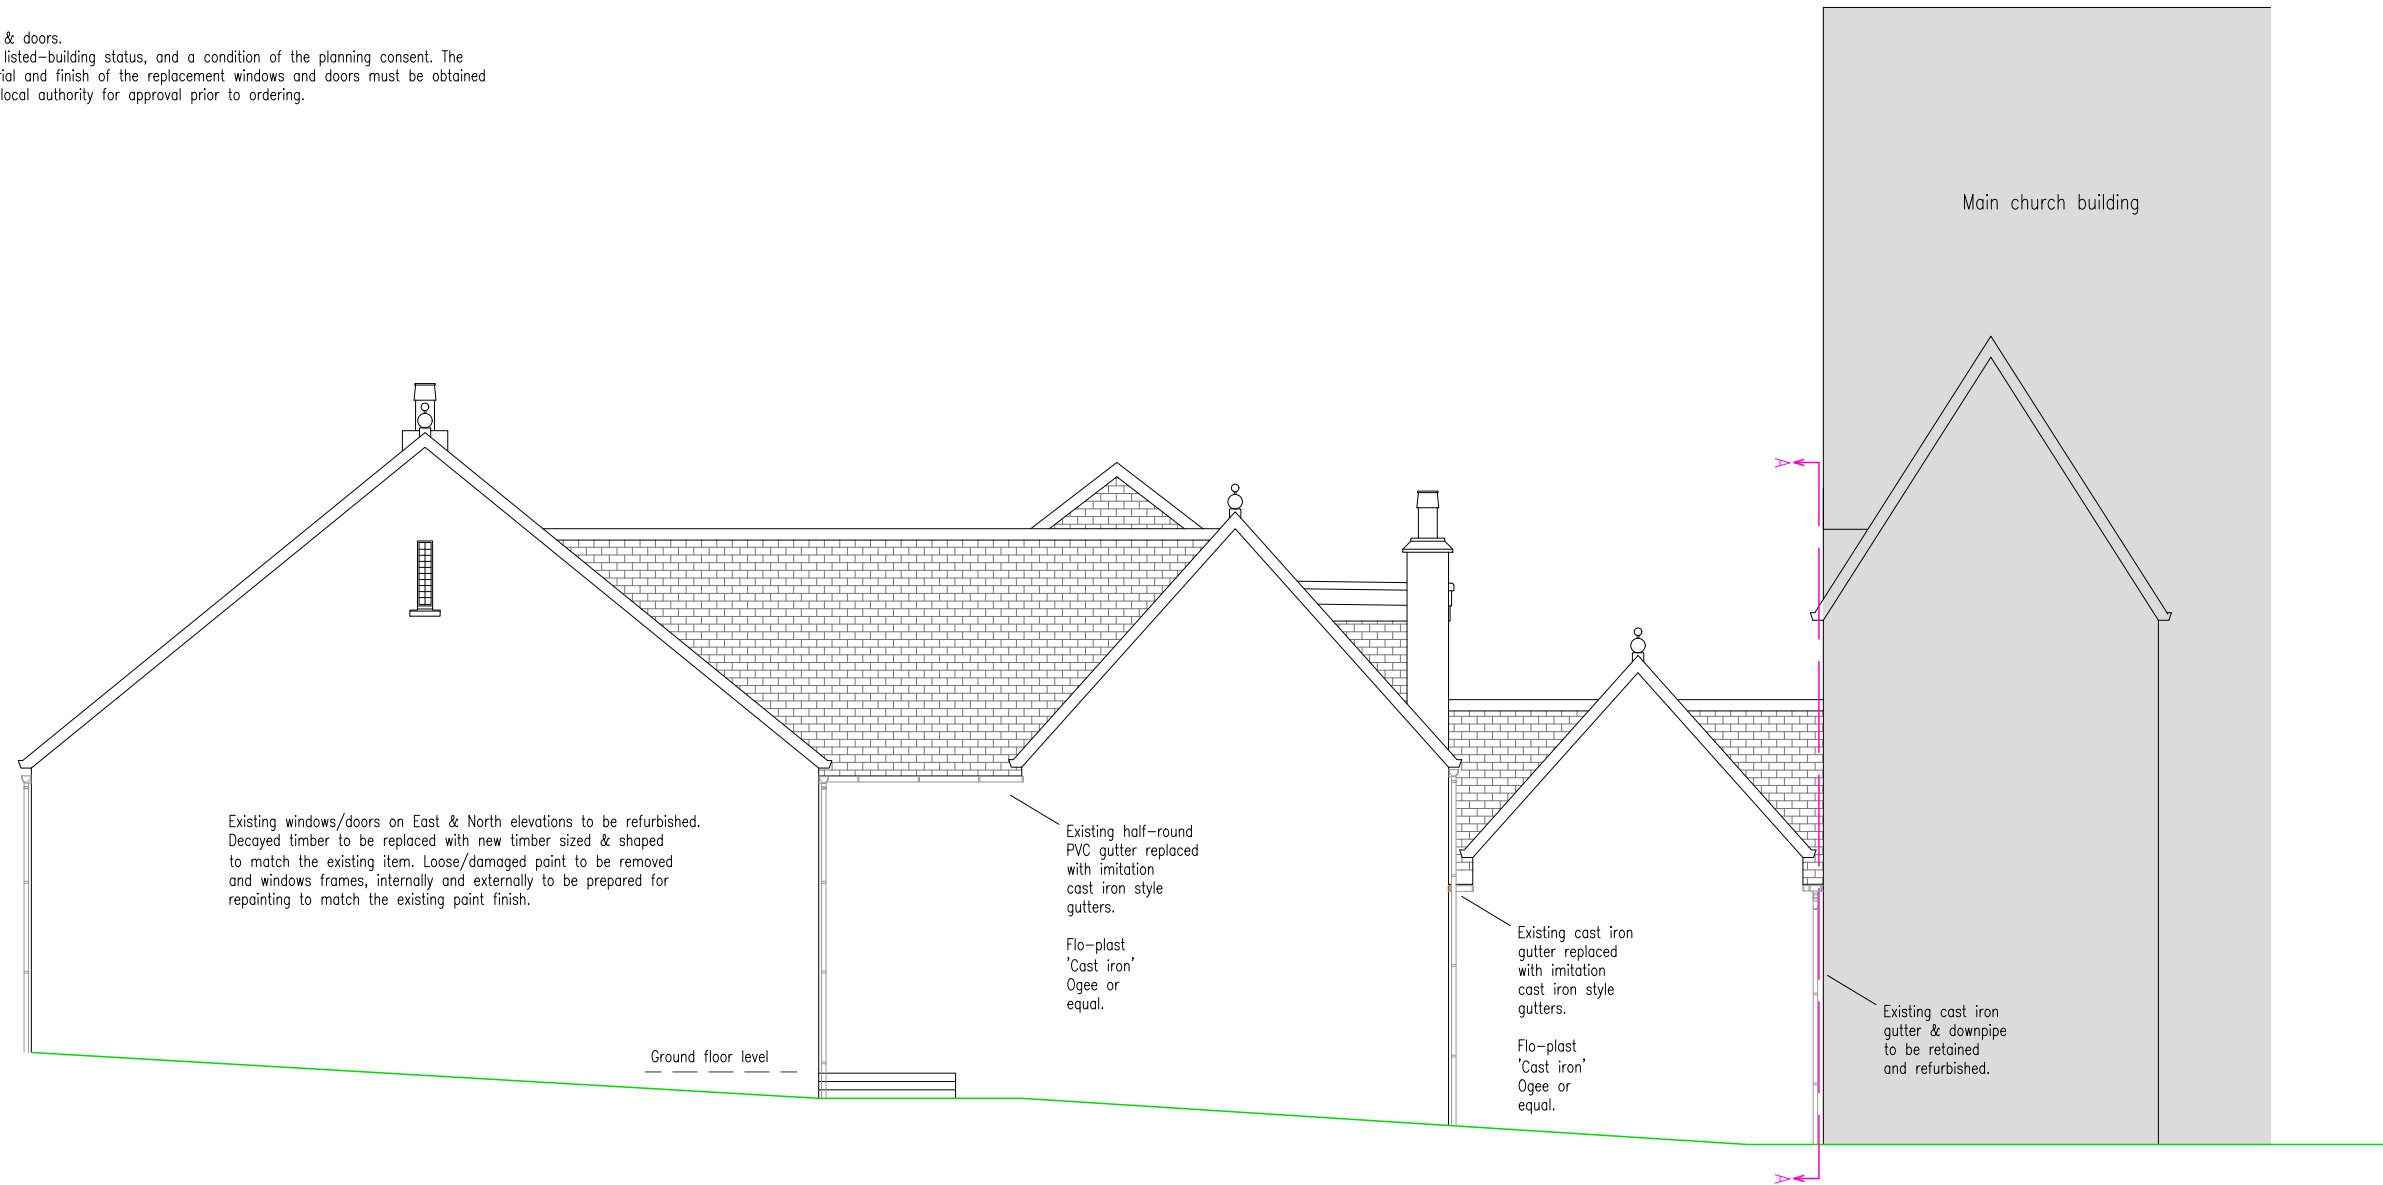 & doors.
listed-building status, and a condition of the planning consent. The
and finish of the replacement windows and doors must be obtained
local authority for approval prior to ordering.
Main church building
A
Existing windows/doors on East & North elevations to be refurbished.
Decayed timber to be replaced with new timber sized & shaped
to match the existing item. Loose/damaged paint to be removed
and windows frames, internally and externally to be prepared for
repainting to match the existing paint finish.
Existing half-round
PVC gutter replaced
with imitation
cast iron style
gutters.
Flo-plast
'Cast iron'
Ogee or
equal.
Existing cast iron
gutter replaced
with imitation
cast iron style
gutters.
Flo-plast
'Cast iron'
Ogee or
equal.
Existing cast iron
gutter & downpipe
to be retained
and refurbished.
Ground floor level
A